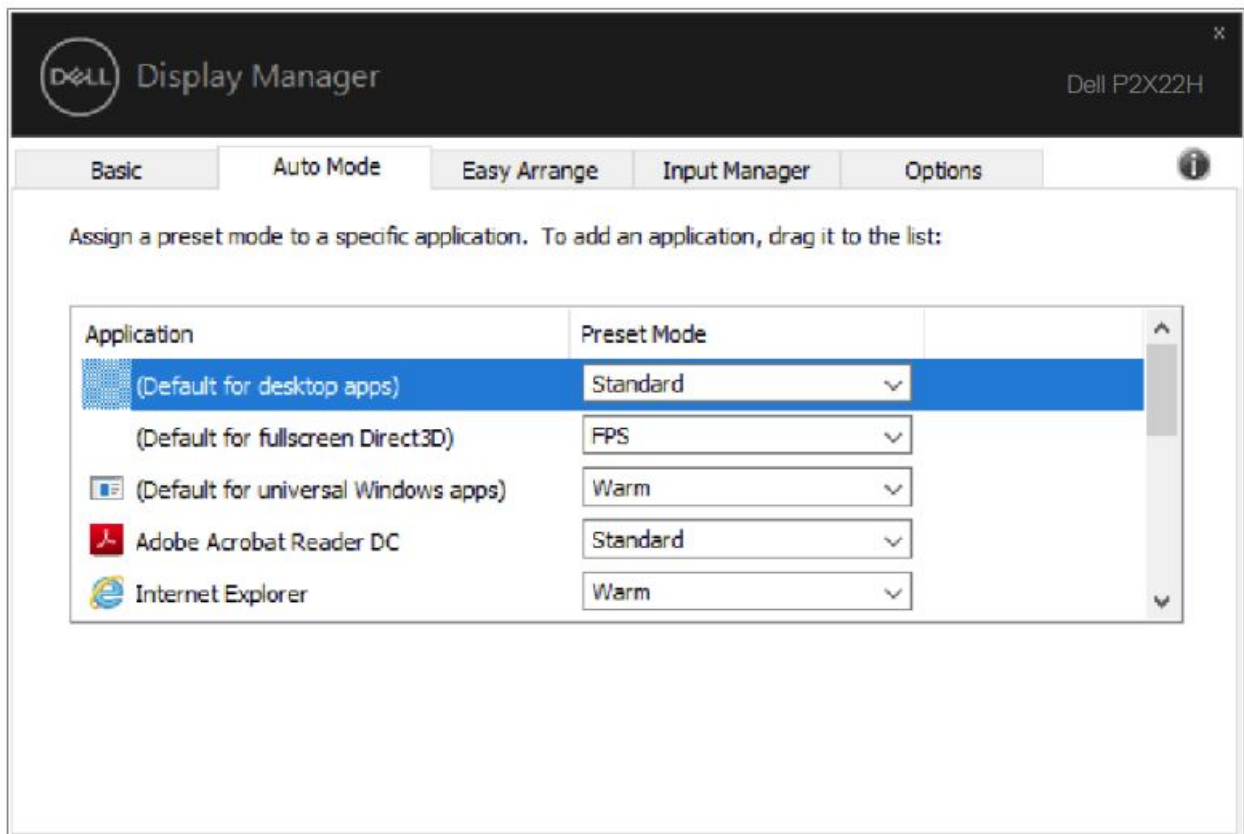 DELL Display Manager
x
Dell P2X22H
Basic Auto Mode Easy Arrange Input Manager Options
Assign a preset mode to a specific application. To add an application, drag it to the list:
Application Preset Mode
(Default for desktop apps) Standard
(Default for fullscreen Direct3D) FPS
(Default for universal Windows apps) Warm
Adobe Acrobat Reader DC Standard
Internet Explorer Warm